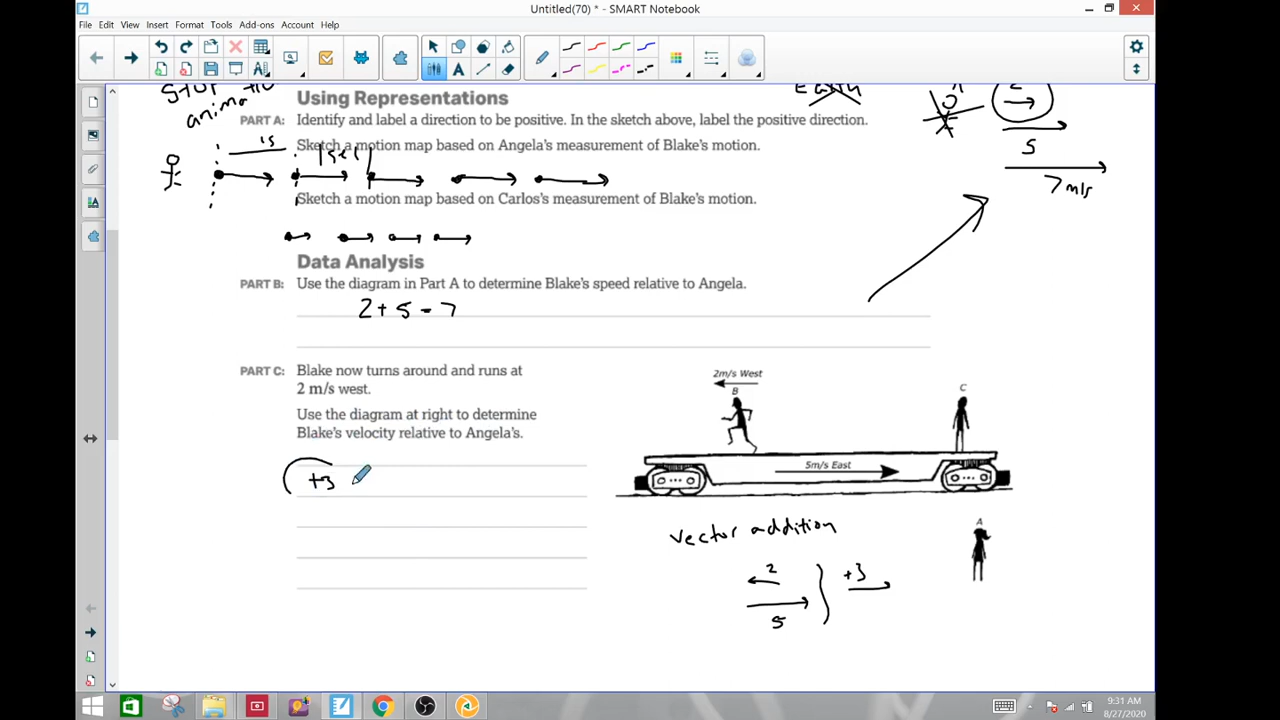 Untitled(70) * - SMART Notebook
File Edit View Insert Format Tools Add-ons Account Help
Using Representations
PART A: Identify and label a direction to be positive. In the sketch above, label the positive direction.
1s
1 sec
Sketch a motion map based on Angela's measurement of Blake's motion.
5
7 m/s
Sketch a motion map based on Carlos's measurement of Blake's motion.
Data Analysis
PART B: Use the diagram in Part A to determine Blake's speed relative to Angela.
2 + 5 = 7
PART C: Blake now turns around and runs at
2 m/s west.
Use the diagram at right to determine
Blake's velocity relative to Angela's.
+3
2m/s West
B
C
5m/s East
A
vector addition
2
+3
5
9:31 AM
8/27/2020